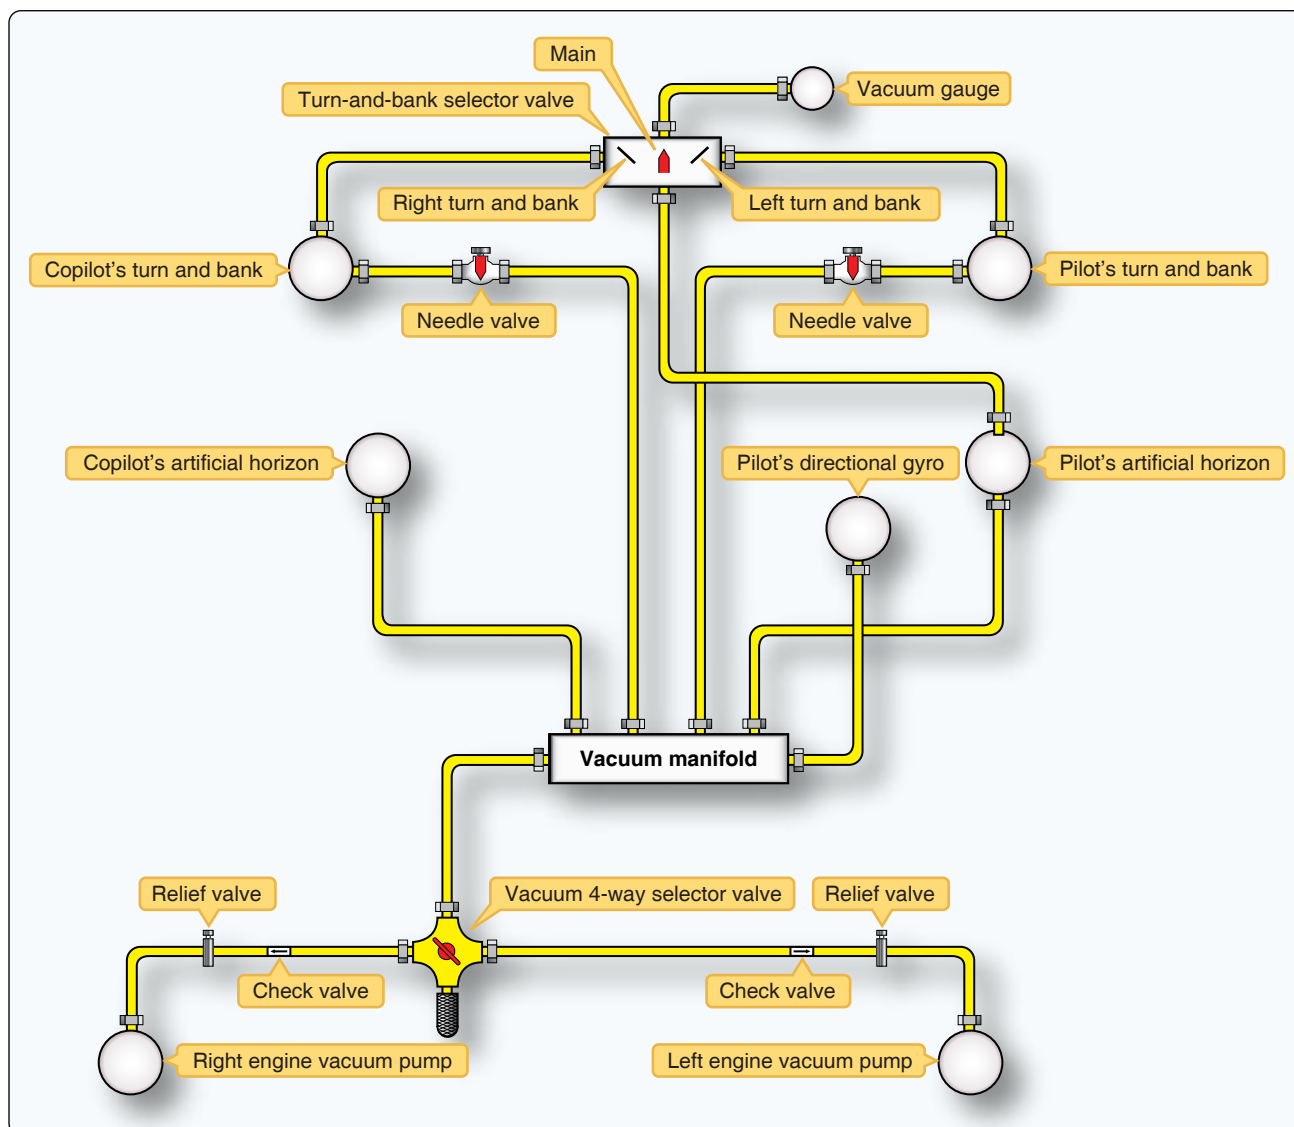 Main
Vacuum gauge
Turn-and-bank selector valve
Right turn and bank
Left turn and bank
Copilot's turn and bank
Pilot's turn and bank
Needle valve
Needle valve
Copilot's artificial horizon
Pilot's directional gyro
Pilot's artificial horizon
Vacuum manifold
Relief valve
Vacuum 4-way selector valve
Relief valve
Check valve
Check valve
Right engine vacuum pump
Left engine vacuum pump